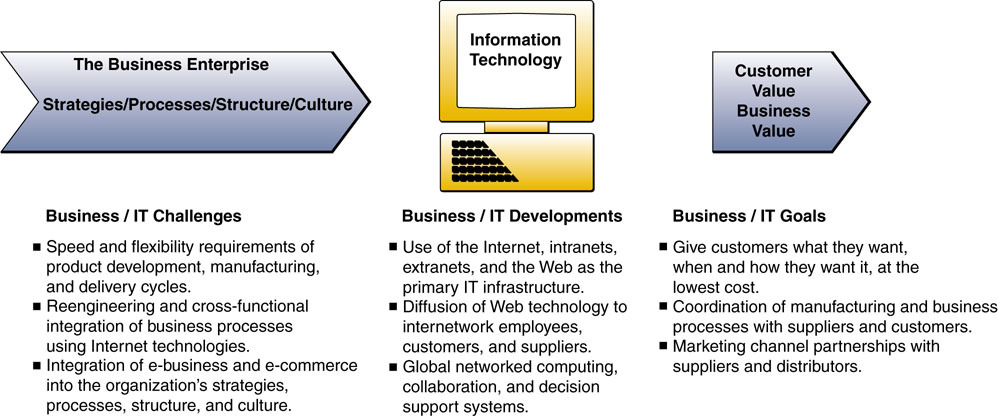 The Business Enterprise
Strategies/Processes/Structure/Culture
Information
Technology
Customer
Value
Business
Value
Business / IT Challenges
■ Speed and flexibility requirements of
product development, manufacturing,
and delivery cycles.
■ Reengineering and cross-functional
integration of business processes
using Internet technologies.
■ Integration of e-business and e-commerce
into the organization’s strategies,
processes, structure, and culture.
Business / IT Developments
■ Use of the Internet, intranets,
extranets, and the Web as the
primary IT infrastructure.
■ Diffusion of Web technology to
internetwork employees,
customers, and suppliers.
■ Global networked computing,
collaboration, and decision
support systems.
Business / IT Goals
■ Give customers what they want,
when and how they want it, at the
lowest cost.
■ Coordination of manufacturing and business
processes with suppliers and customers.
■ Marketing channel partnerships with
suppliers and distributors.